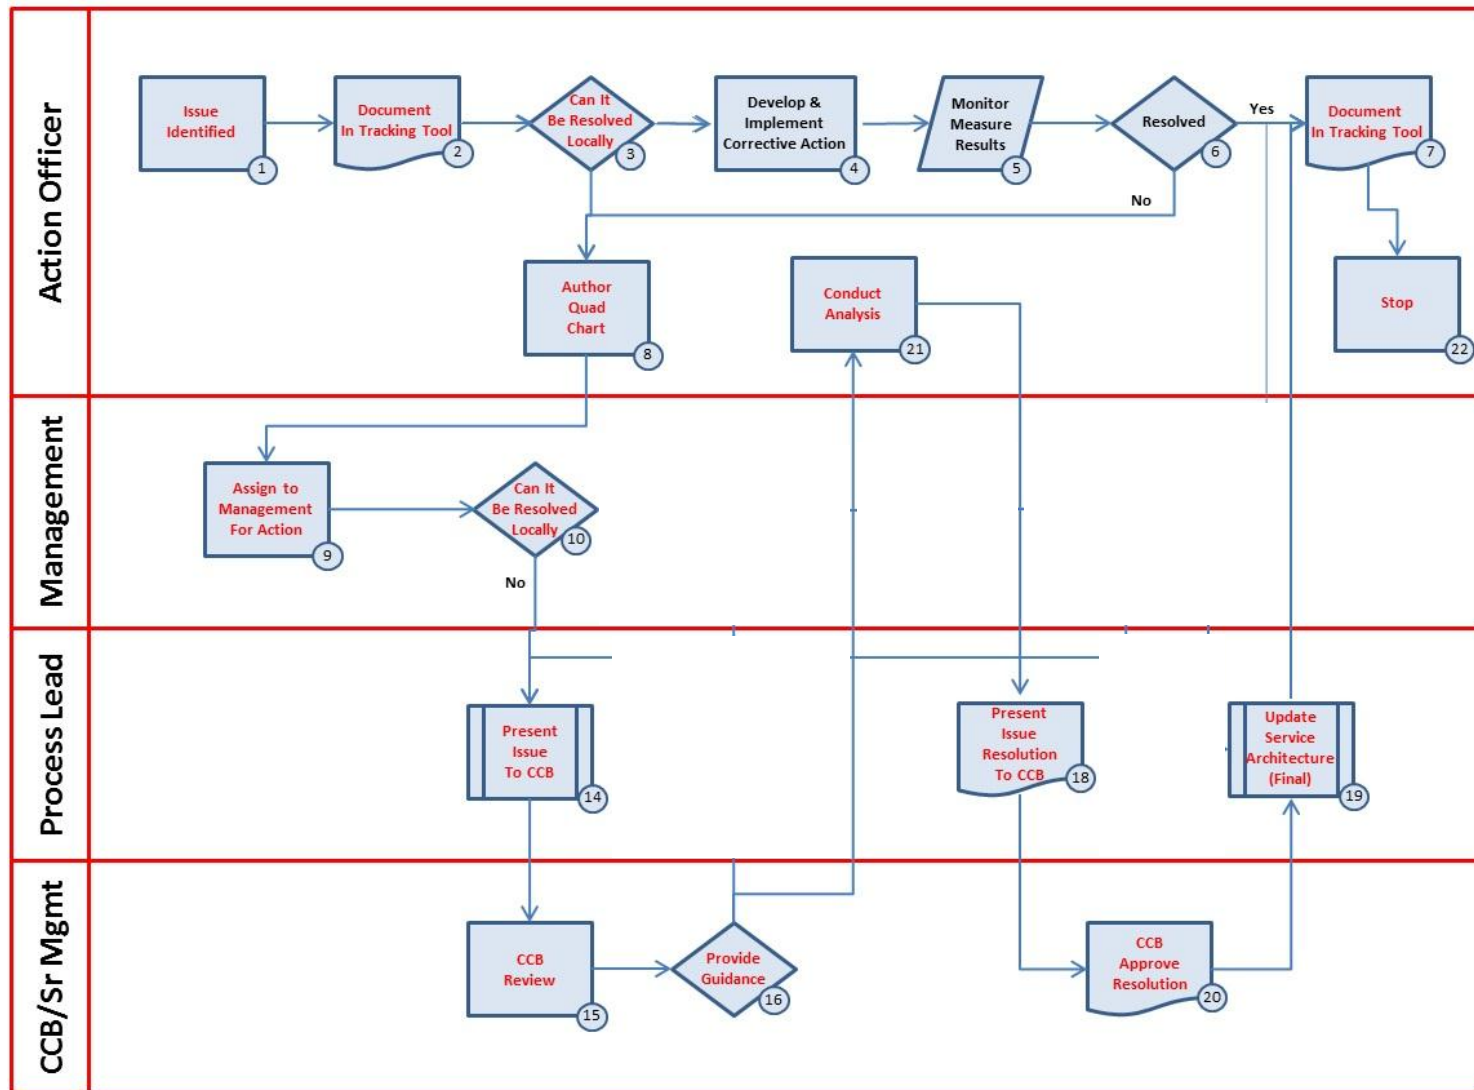 Action Officer
Issue
Identified
1
Document
In Tracking Tool
2
Can It
Be Resolved
Locally
3
Develop &
Implement
Corrective Action
4
Monitor
Measure
Results
5
Resolved
6
Yes
Document
In Tracking Tool
7
No
Author
Quad
Chart
8
Conduct
Analysis
21
Stop
22
Management
Assign to
Management
For Action
9
Can It
Be Resolved
Locally
10
No
Process Lead
Present
Issue
To CCB
14
Present
Issue
Resolution
To CCB
18
Update
Service
Architecture
(Final)
19
CCB/Sr Mgmt
CCB
Review
15
Provide
Guidance
16
CCB
Approve
Resolution
20